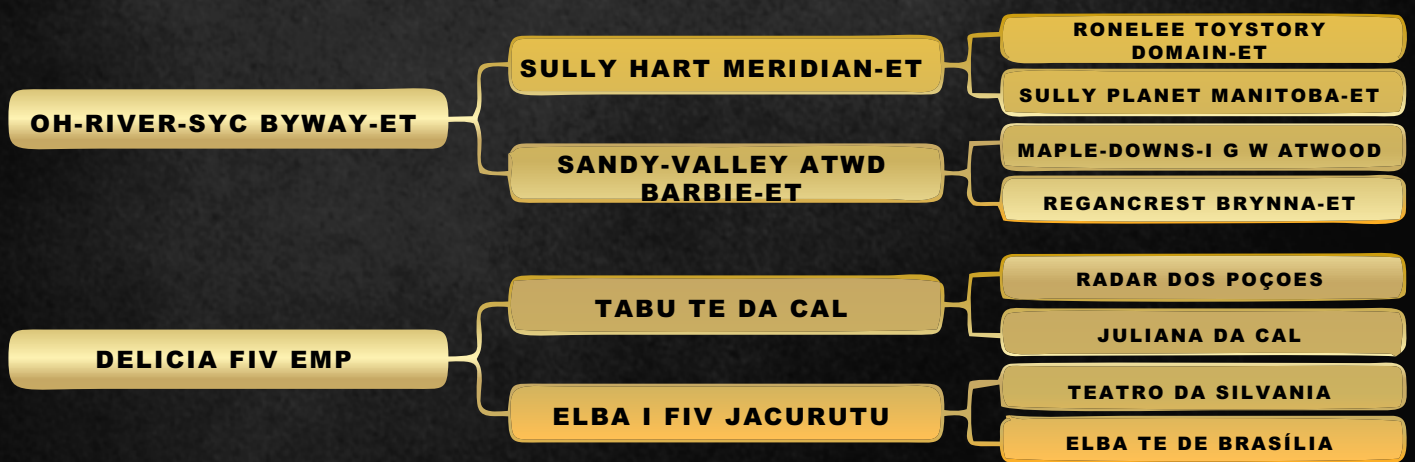 OH-RIVER-SYC BYWAY-ET
SULLY HART MERIDIAN-ET
RONELEE TOYSTORY
DOMAIN-ET
SULLY PLANET MANITOBA-ET
SANDY-VALLEY ATWD
BARBIE-ET
MAPLE-DOWNS-I G W ATWOOD
REGANCREST BRYNNA-ET
DELICIA FIV EMP
TABU TE DA CAL
RADAR DOS POÇOES
JULIANA DA CAL
ELBA I FIV JACURUTU
TEATRO DA SILVANIA
ELBA TE DE BRASÍLIA